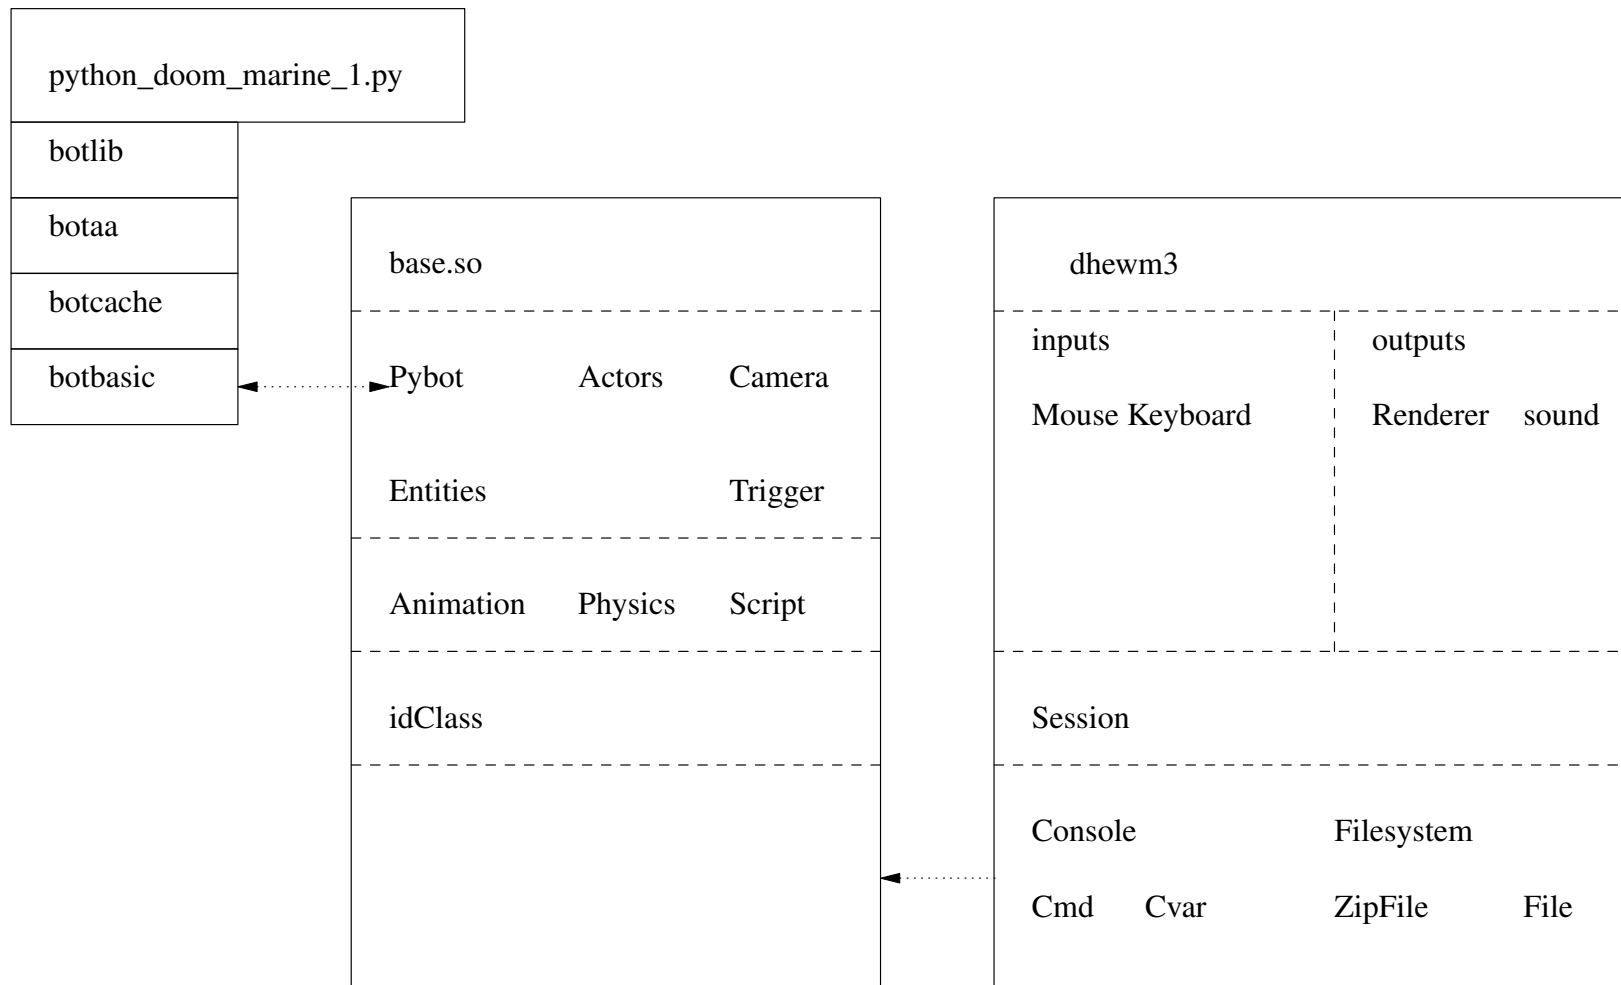 python_doom_marine_1.py
botlib
botaa
botcache
botbasic
base.so
Pybot Actors Camera
Entities Trigger
Animation Physics Script
idClass
dhewm3
inputs outputs
Mouse Keyboard Renderer sound
Session
Console Filesystem
Cmd Cvar ZipFile File